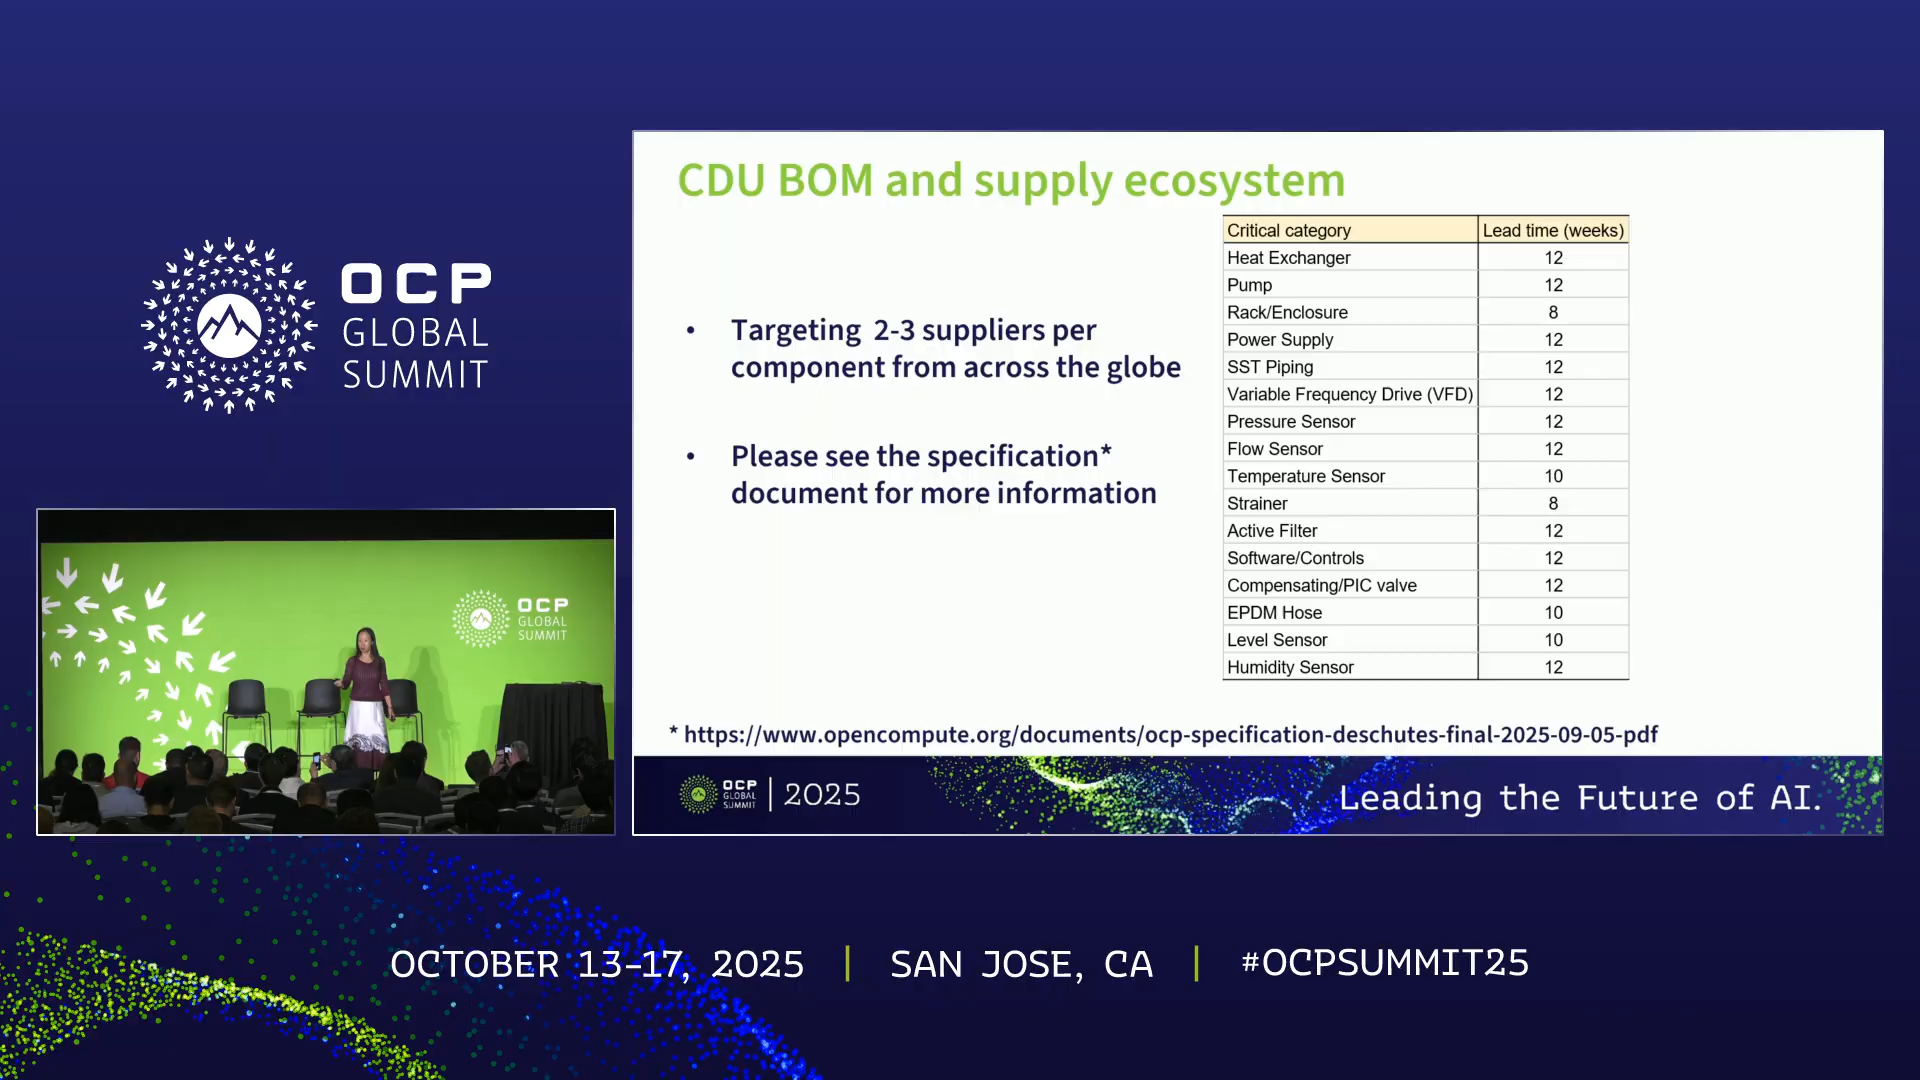 OCP
GLOBAL
SUMMIT
CDU BOM and supply ecosystem
• Targeting 2-3 suppliers per
component from across the globe
• Please see the specification*
document for more information
Critical category Lead time (weeks)
Heat Exchanger 12
Pump 12
Rack/Enclosure 8
Power Supply 12
SST Piping 12
Variable Frequency Drive (VFD) 12
Pressure Sensor 12
Flow Sensor 12
Temperature Sensor 10
Strainer 8
Active Filter 12
Software/Controls 12
Compensating/PIC valve 12
EPDM Hose 10
Level Sensor 10
Humidity Sensor 12
* https://www.opencompute.org/documents/ocp-specification-deschutes-final-2025-09-05-pdf
OCP
GLOBAL
SUMMIT
2025
Leading the Future of AI.
OCP
GLOBAL
SUMMIT
OCTOBER 13-17, 2025 | SAN JOSE, CA | #OCPSUMMIT25